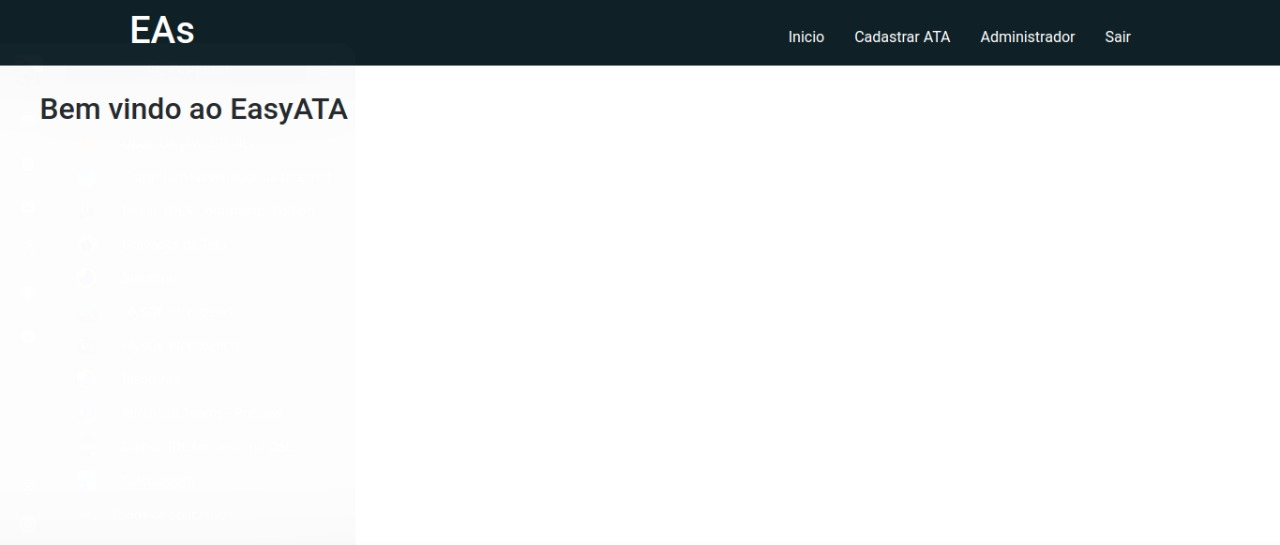 EAs
Inicio Cadastrar ATA Administrador Sair
Bem vindo ao EasyATA